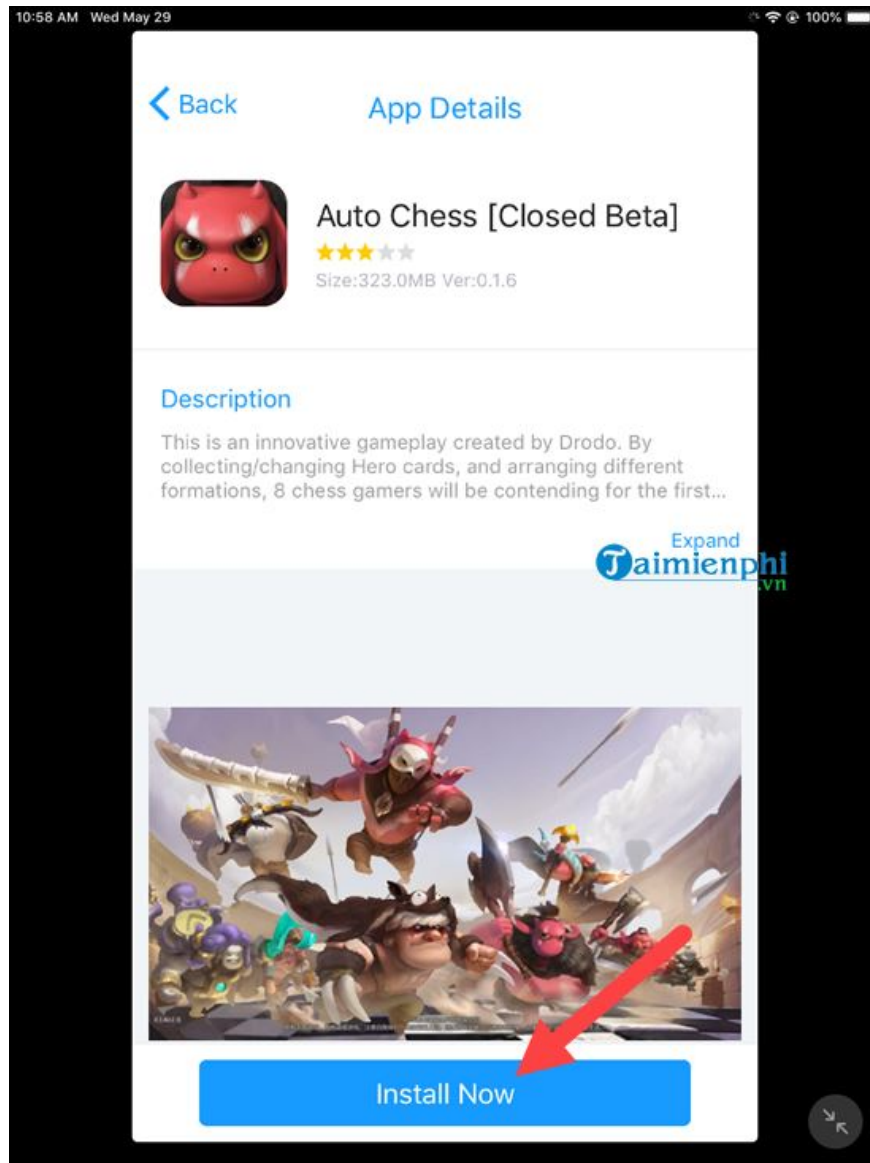 10:58 AM Wed May 29
100%
Back
App Details
Auto Chess [Closed Beta]
Size:323.0MB Ver:0.1.6
Description
This is an innovative gameplay created by Drodo. By
collecting/changing Hero cards, and arranging different
formations, 8 chess gamers will be contending for the first...
Expand
Taimienphi
.vn
Install Now